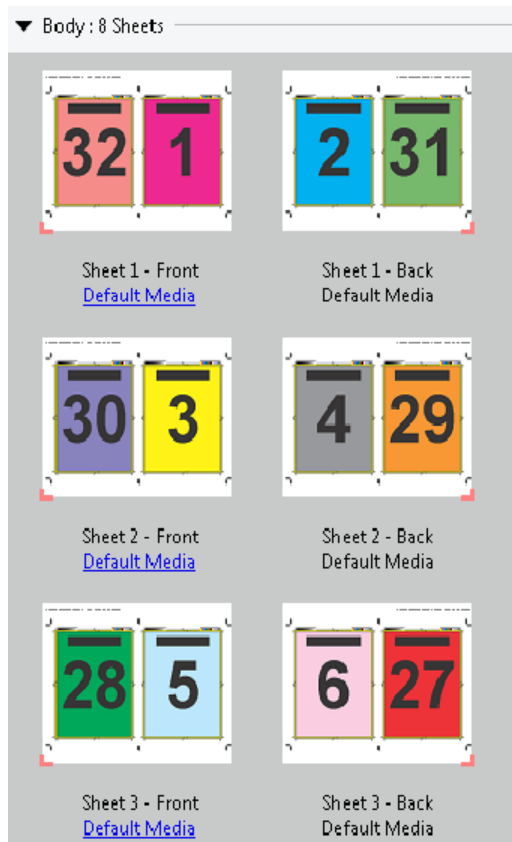 Body : 8 Sheets
32 1 2 31
Sheet 1 - Front Sheet 1 - Back
Default Media Default Media
30 3 4 29
Sheet 2 - Front Sheet 2 - Back
Default Media Default Media
28 5 6 27
Sheet 3 - Front Sheet 3 - Back
Default Media Default Media